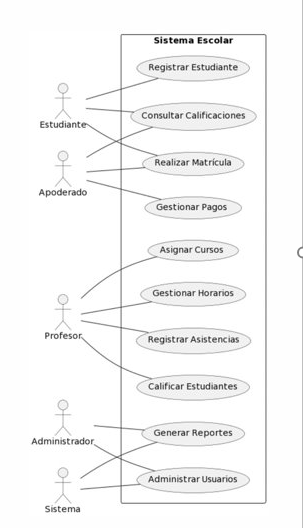 Sistema Escolar
Registrar Estudiante
Consultar Calificaciones
Estudiante
Realizar Matrícula
Apoderado
Gestionar Pagos
Asignar Cursos
Gestionar Horarios
Profesor
Registrar Asistencias
Calificar Estudiantes
Generar Reportes
Administrador
Administrar Usuarios
Sistema